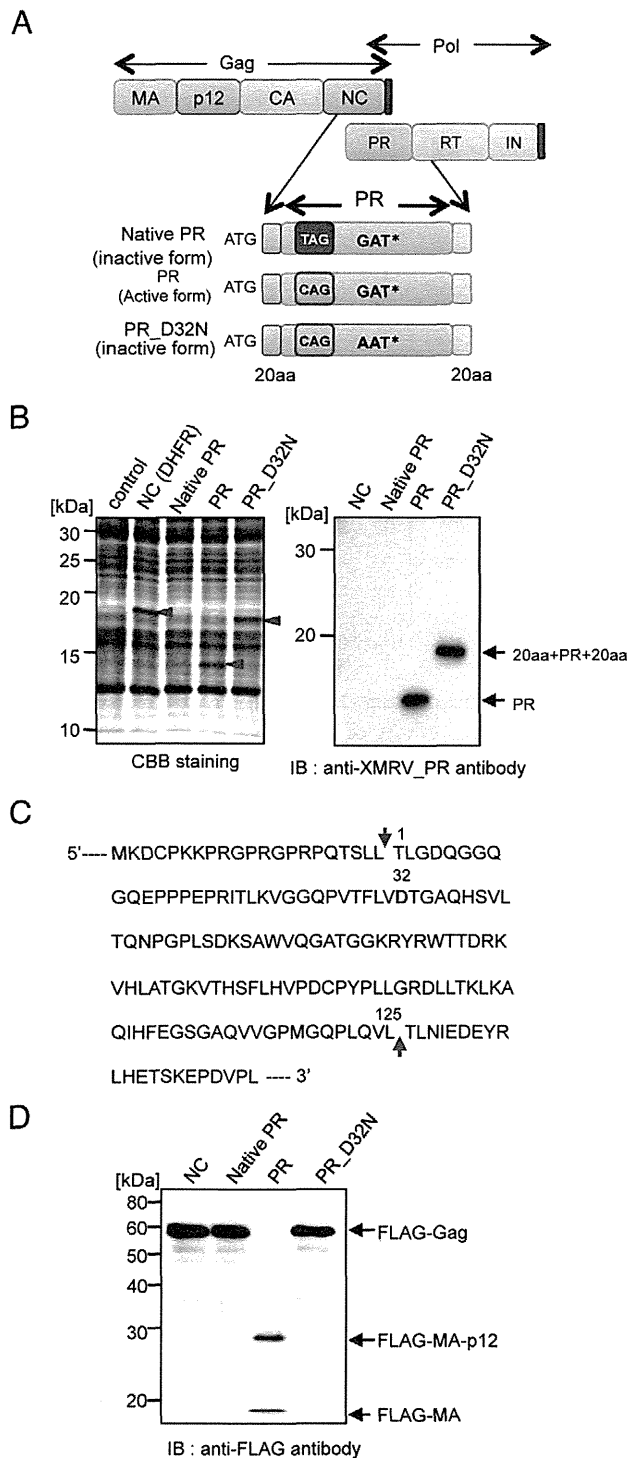 A
Gag
Pol
MA p12 CA NC
PR RT IN
PR
Native PR
(inactive form)
ATG TAG GAT*
PR
(Active form)
ATG CAG GAT*
PR_D32N
(inactive form)
ATG CAG AAT*
20aa 20aa
B
control NC (DHFR) Native PR PR PR_D32N
[kDa]
30
25
20
15
10
CBB staining
NC Native PR PR PR_D32N
[kDa]
30
20
20aa+PR+20aa
PR
IB : anti-XMRV_PR antibody
C
1
5'---- MKDCPKKPRGPRGPRPQTSLL TLGDQGGQ
32
GQEPPPEPRITLKVGGQPVTFLVDTGAQHSVL
TQNPGPLSDKSAWVQGATGGKRYRWTTDRK
VHLATGKVTHSFLHVPDCPYPLLGRDLLTKLKA
125
QIHFEGSGAQVVGPMGQPLQVL TLNIEDEYR
LHETSKEPDVPL ---- 3'
D
NC Native PR PR PR_D32N
[kDa]
80
60
50
40
30
20
FLAG-Gag
FLAG-MA-p12
FLAG-MA
IB : anti-FLAG antibody